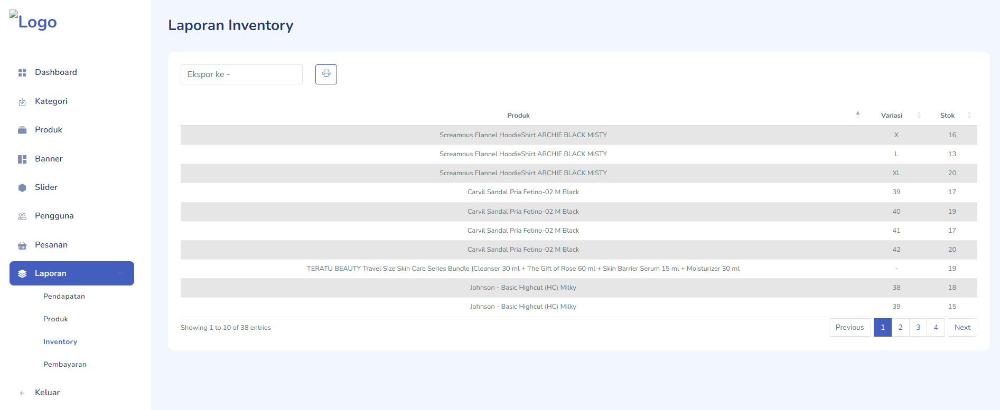 Logo
Dashboard
Kategori
Produk
Banner
Slider
Pengguna
Pesanan
Laporan
Pendapatan
Produk
Inventory
Pembayaran
Keluar
Laporan Inventory
Ekspor ke -
Produk Variasi Stok
Screamous Flannel HoodieShirt ARCHIE BLACK MISTY X 16
Screamous Flannel HoodieShirt ARCHIE BLACK MISTY L 13
Screamous Flannel HoodieShirt ARCHIE BLACK MISTY XL 20
Carvil Sandal Pria Fetino-02 M Black 39 17
Carvil Sandal Pria Fetino-02 M Black 40 19
Carvil Sandal Pria Fetino-02 M Black 41 17
Carvil Sandal Pria Fetino-02 M Black 42 20
TERATU BEAUTY Travel Size Skin Care Series Bundle (Cleanser 30 ml + The Gift of Rose 60 ml + Skin Barrier Serum 15 ml + Moisturizer 30 ml - 19
Johnson - Basic Highcut (HC) Milky 38 18
Johnson - Basic Highcut (HC) Milky 39 15
Showing 1 to 10 of 38 entries Previous 1 2 3 4 Next